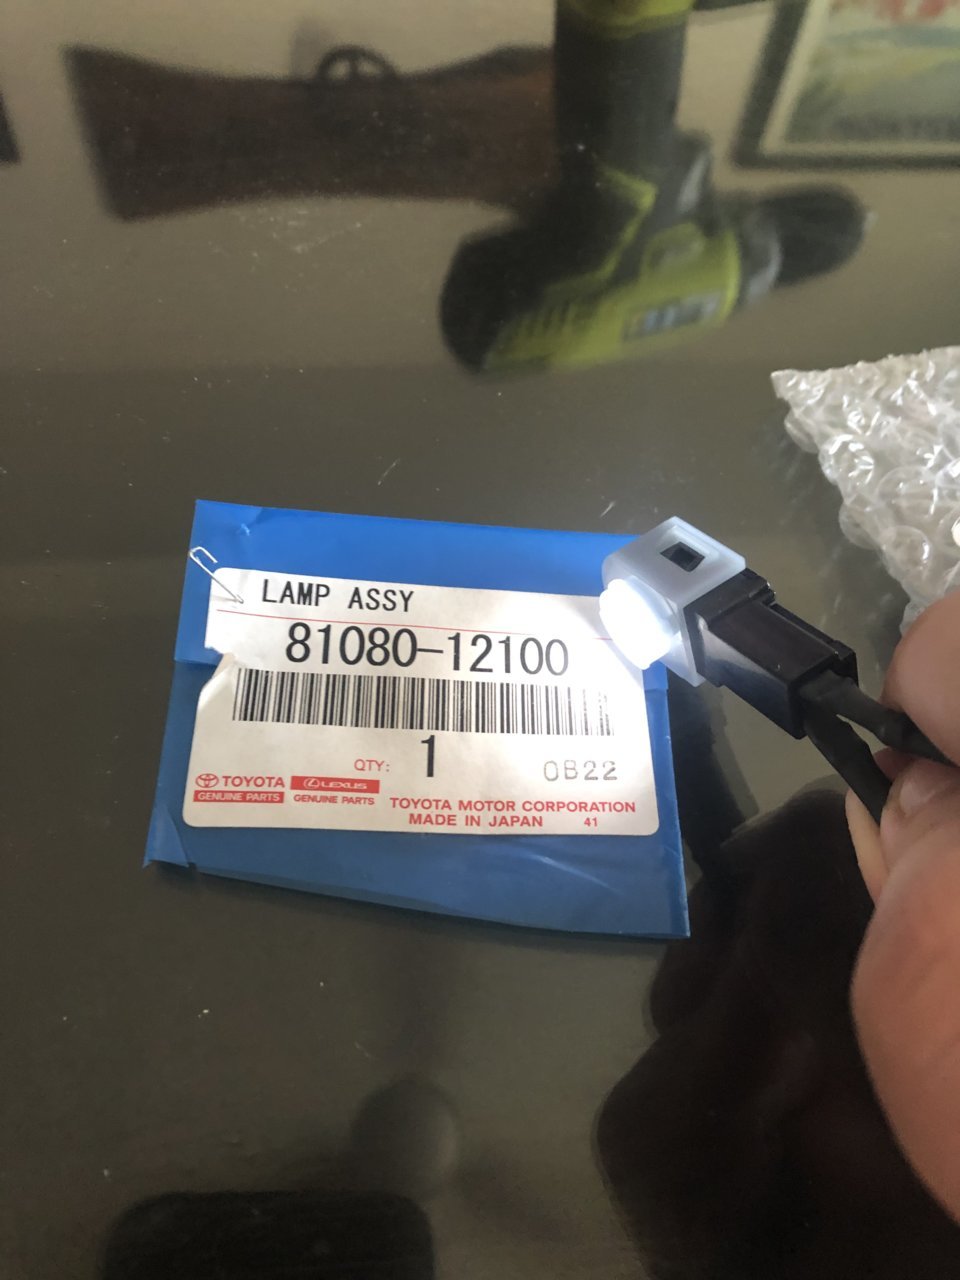 LAMP ASSY
81080-12100
QTY: 1
0B22
TOYOTA
GENUINE PARTS
LEXUS
GENUINE PARTS
TOYOTA MOTOR CORPORATION
MADE IN JAPAN 41